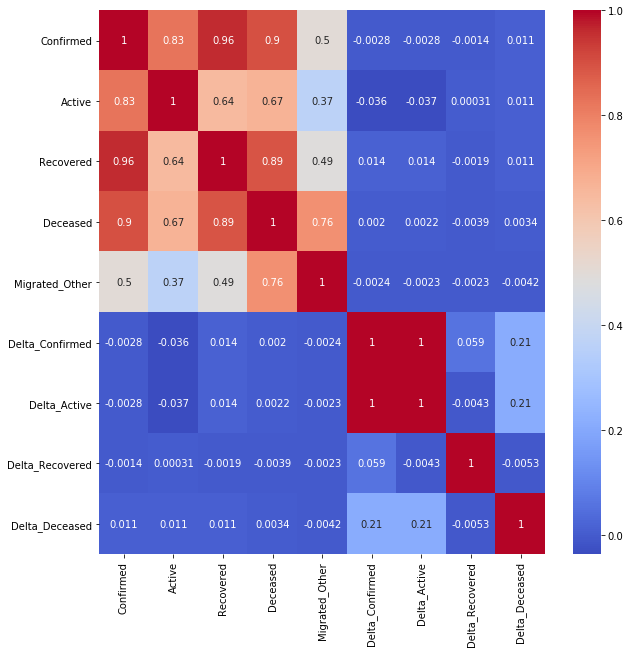 Confirmed 1 0.83 0.96 0.9 0.5 -0.0028 -0.0028 -0.0014 0.011
Active 0.83 1 0.64 0.67 0.37 -0.036 -0.037 0.00031 0.011
Recovered 0.96 0.64 1 0.89 0.49 0.014 0.014 -0.0019 0.011
Deceased 0.9 0.67 0.89 1 0.76 0.002 0.0022 -0.0039 0.0034
Migrated_Other 0.5 0.37 0.49 0.76 1 -0.0024 -0.0023 -0.0023 -0.0042
Delta_Confirmed -0.0028 -0.036 0.014 0.002 -0.0024 1 1 0.059 0.21
Delta_Active -0.0028 -0.037 0.014 0.0022 -0.0023 1 1 -0.0043 0.21
Delta_Recovered -0.0014 0.00031 -0.0019 -0.0039 -0.0023 0.059 -0.0043 1 -0.0053
Delta_Deceased 0.011 0.011 0.011 0.0034 -0.0042 0.21 0.21 -0.0053 1
Confirmed
Active
Recovered
Deceased
Migrated_Other
Delta_Confirmed
Delta_Active
Delta_Recovered
Delta_Deceased
1.0
0.8
0.6
0.4
0.2
0.0